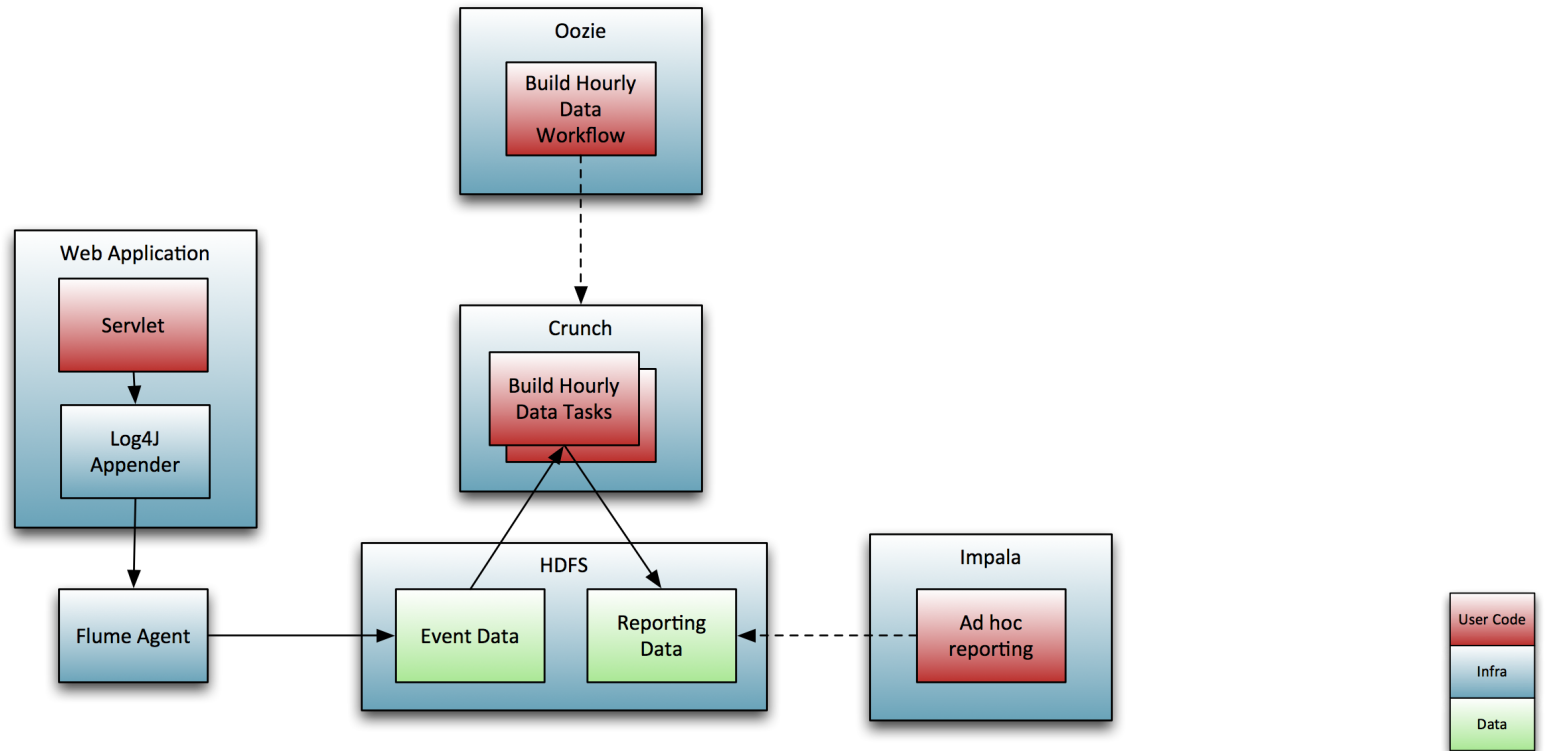 Oozie
Build Hourly
Data
Workflow
Web Application
Servlet
Log4J
Appender
Crunch
Build Hourly
Data Tasks
Flume Agent
HDFS
Event Data
Reporting
Data
Impala
Ad hoc
reporting
User Code
Infra
Data